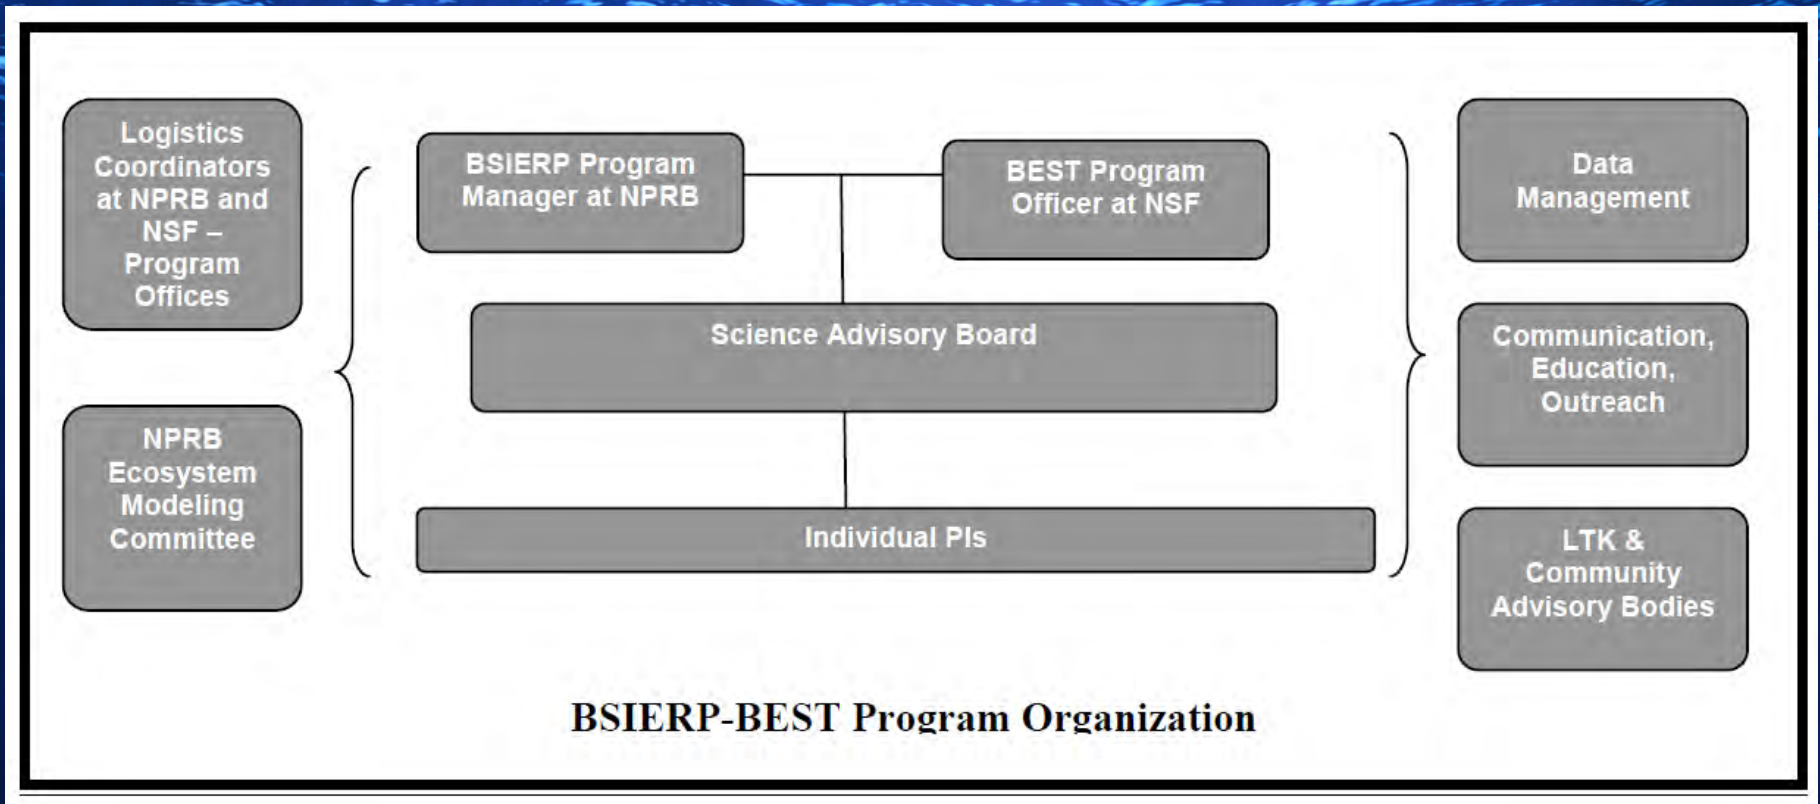 Logistics
Coordinators
at NPRB and
NSF –
Program
Offices
NPRB
Ecosystem
Modeling
Committee
BSIERP Program
Manager at NPRB
BEST Program
Officer at NSF
Science Advisory Board
Individual PIs
Data
Management
Communication,
Education,
Outreach
LTK &
Community
Advisory Bodies
BSIERP-BEST Program Organization